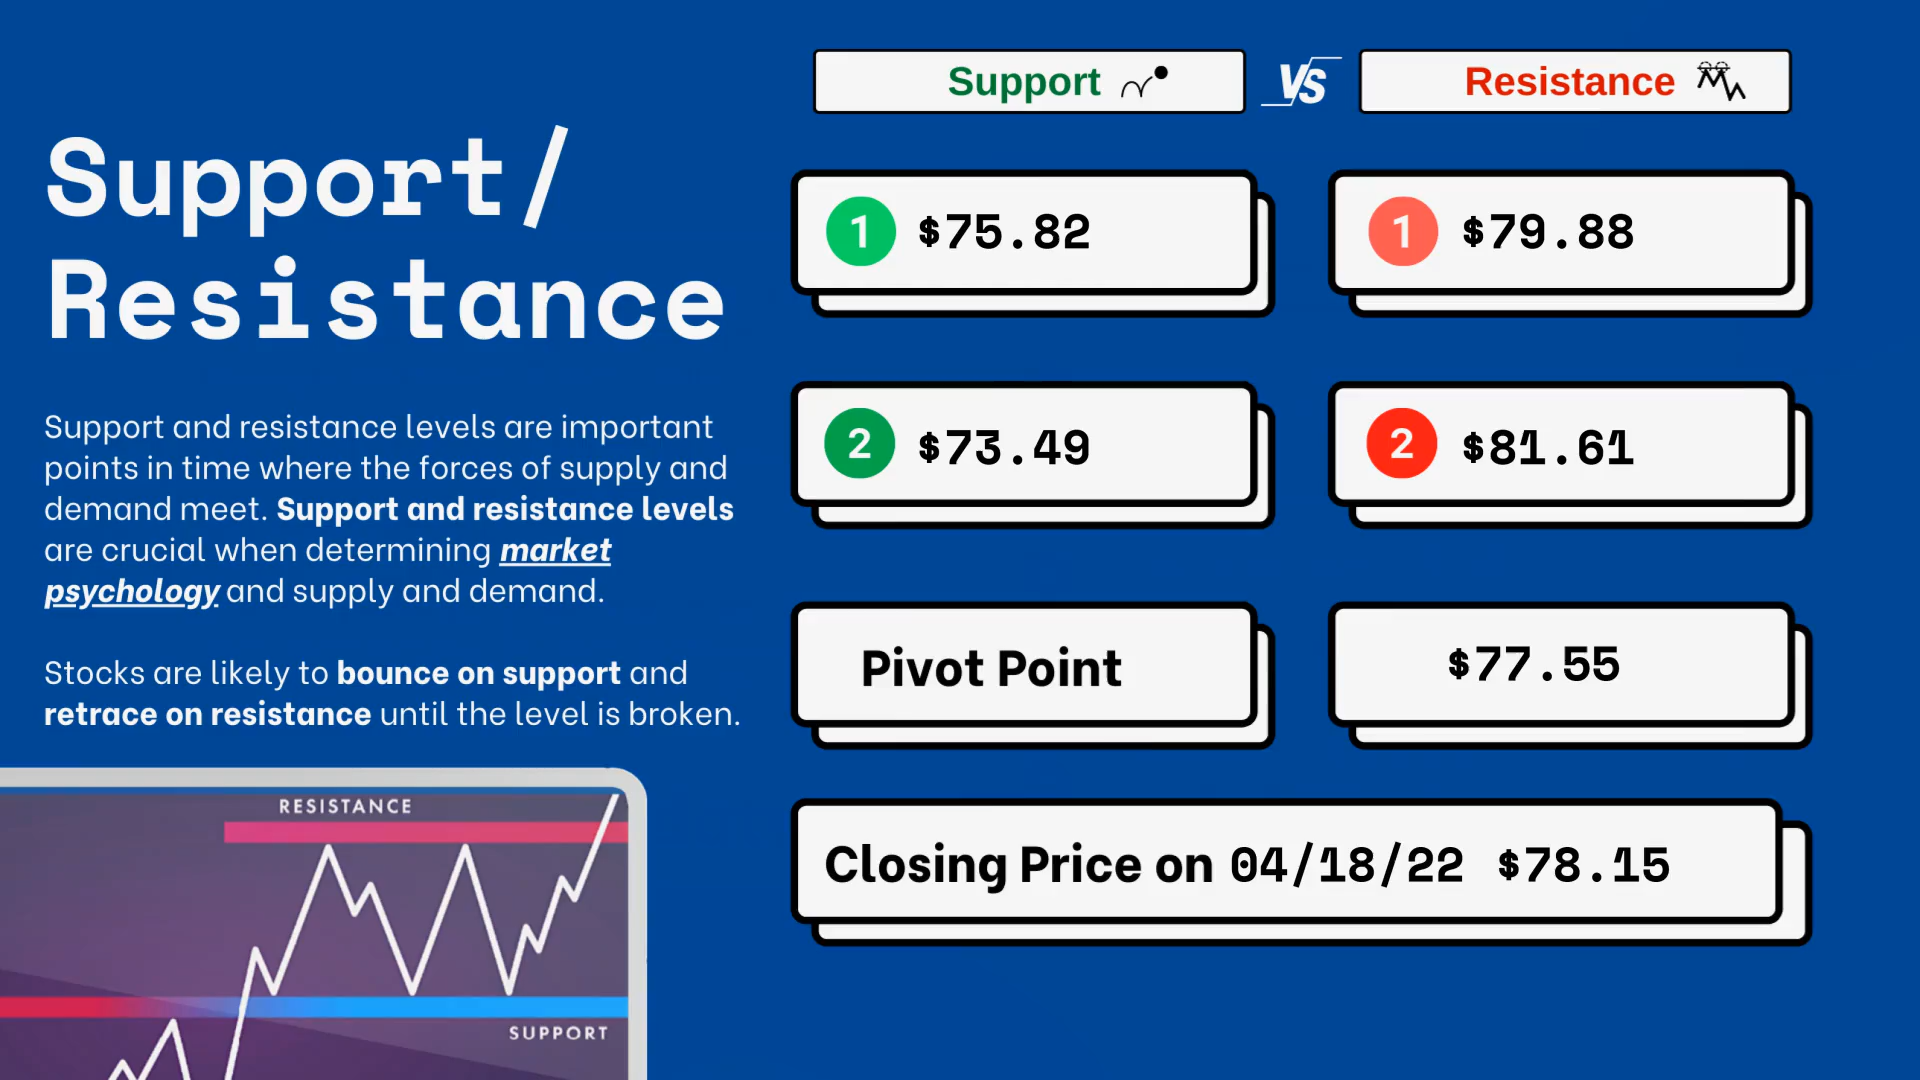 Support/
Resistance
Support and resistance levels are important
points in time where the forces of supply and
demand meet. Support and resistance levels
are crucial when determining market
psychology and supply and demand.
Stocks are likely to bounce on support and
retrace on resistance until the level is broken.
RESISTANCE
SUPPORT
Support VS Resistance
1 $75.82
1 $79.88
2 $73.49
2 $81.61
Pivot Point
$77.55
Closing Price on 04/18/22 $78.15